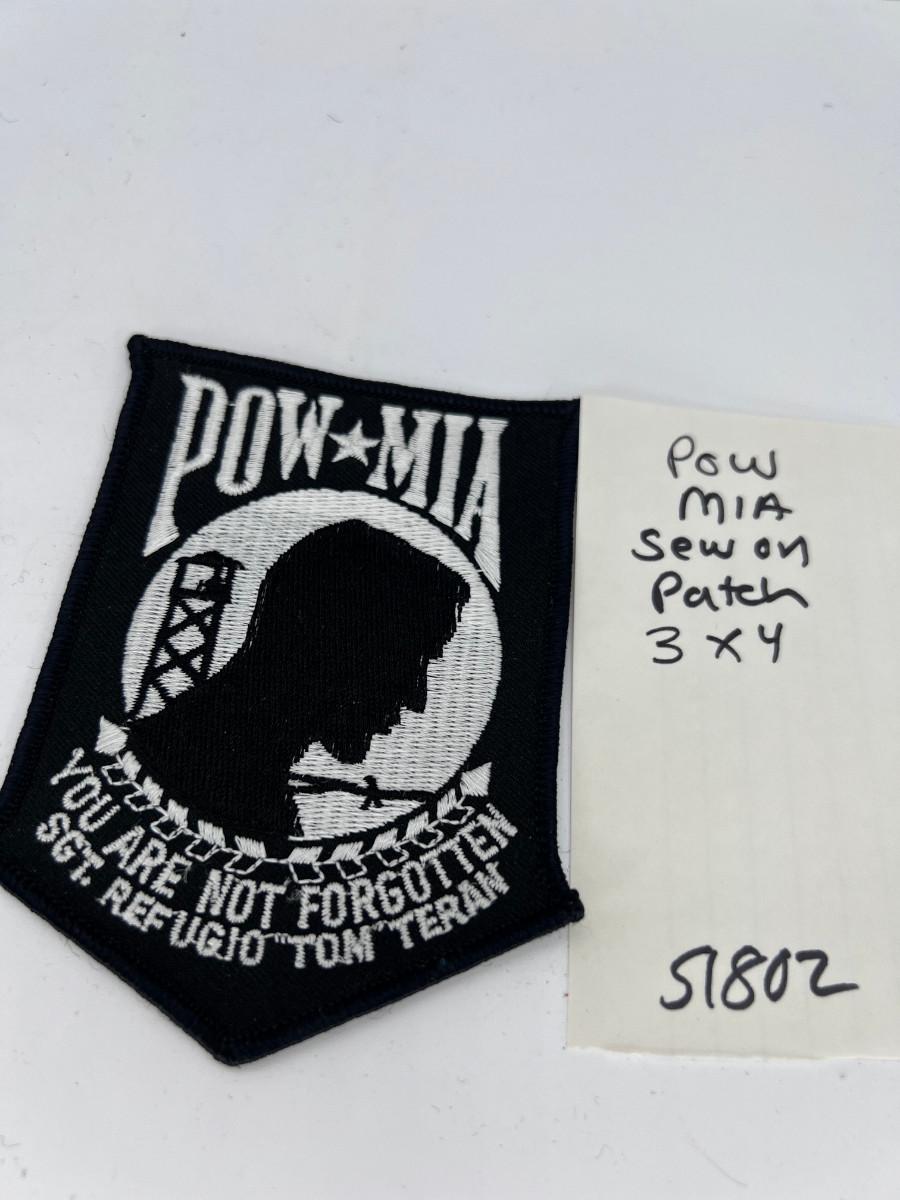 POW★MIA
YOU ARE NOT FORGOTTEN
SGT. REFUGIO "TOM" TERAN
POW
MIA
Sew on
Patch
3 x 4
51802